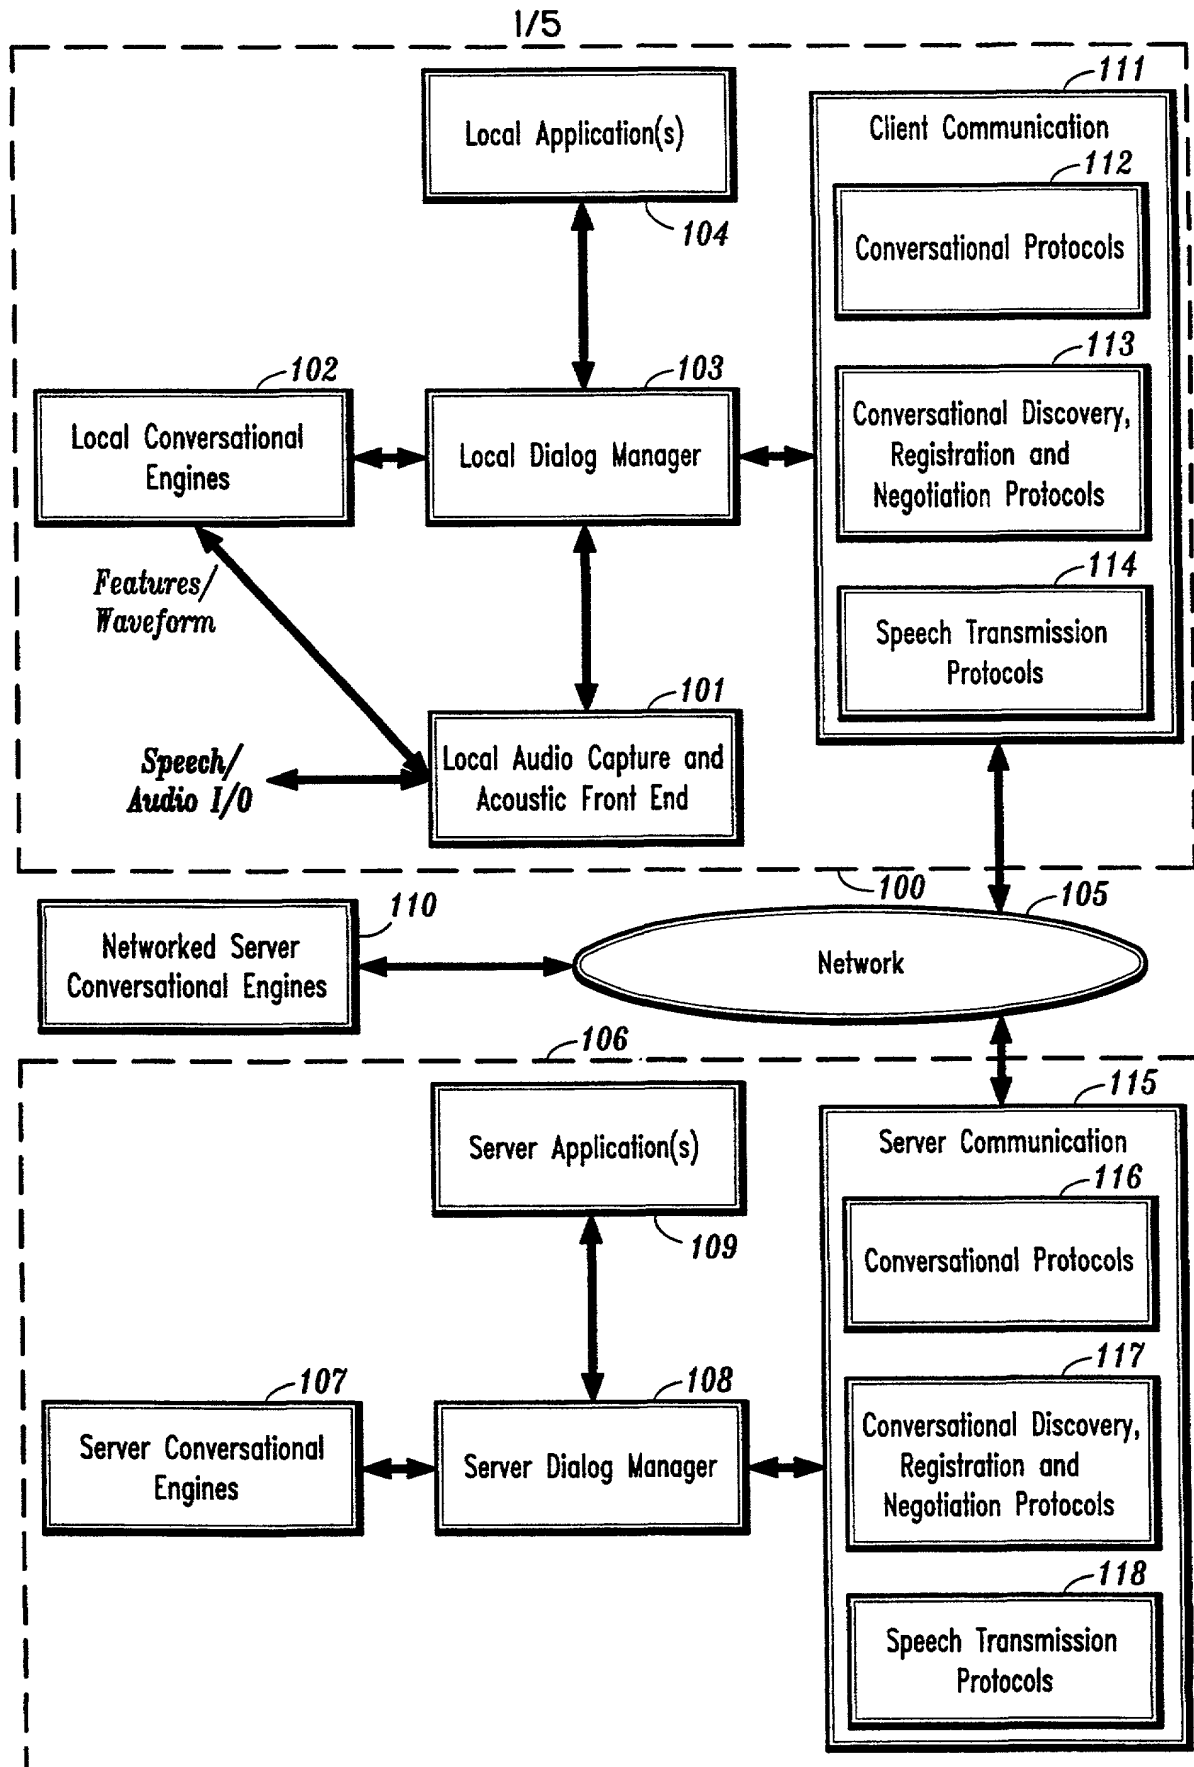 1/5
111
Client Communication
Local Application(s)
104
112
Conversational Protocols
102
Local Conversational
Engines
103
Local Dialog Manager
113
Conversational Discovery,
Registration and
Negotiation Protocols
Features/
Waveform
114
Speech Transmission
Protocols
101
Local Audio Capture and
Acoustic Front End
Speech/
Audio I/O
100
110
Networked Server
Conversational Engines
105
Network
106
115
Server Communication
Server Application(s)
109
116
Conversational Protocols
107
Server Conversational
Engines
108
Server Dialog Manager
117
Conversational Discovery,
Registration and
Negotiation Protocols
118
Speech Transmission
Protocols